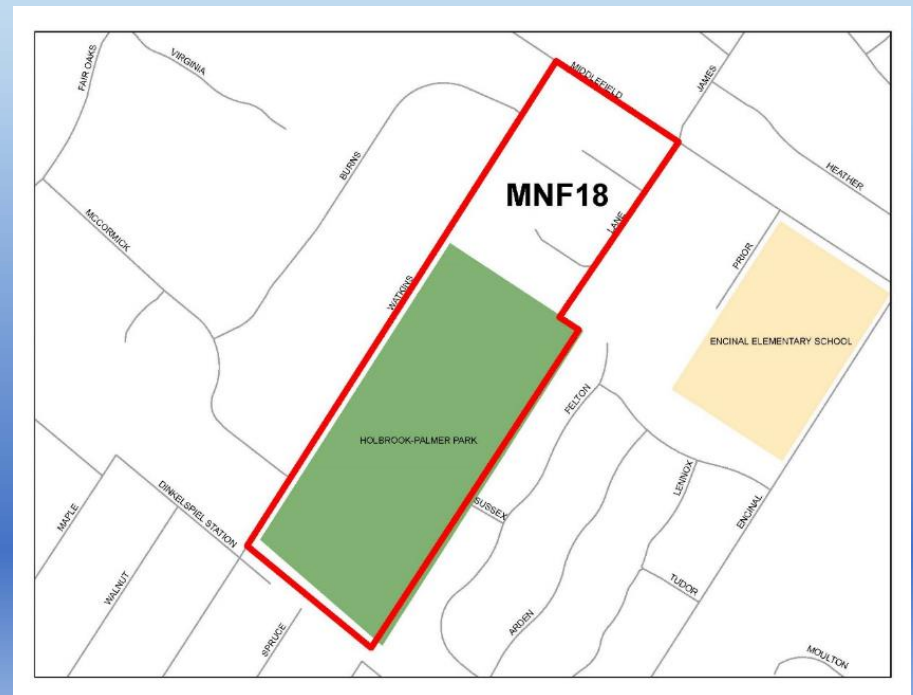 FAIR OAKS
VIRGINIA
MIDDLEFIELD
JAMES
BURNS
HEATHER
MNF18
LANE
MCCORMICK
PRIOR
WATKINS
ENCINAL ELEMENTARY SCHOOL
FELTON
HOLBROOK-PALMER PARK
MAPLE
DINKELSPIEL STATION
SUSSEX
LENNOX
ENCINAL
WALNUT
TUDOR
ARDEN
SPRUCE
MOULTON